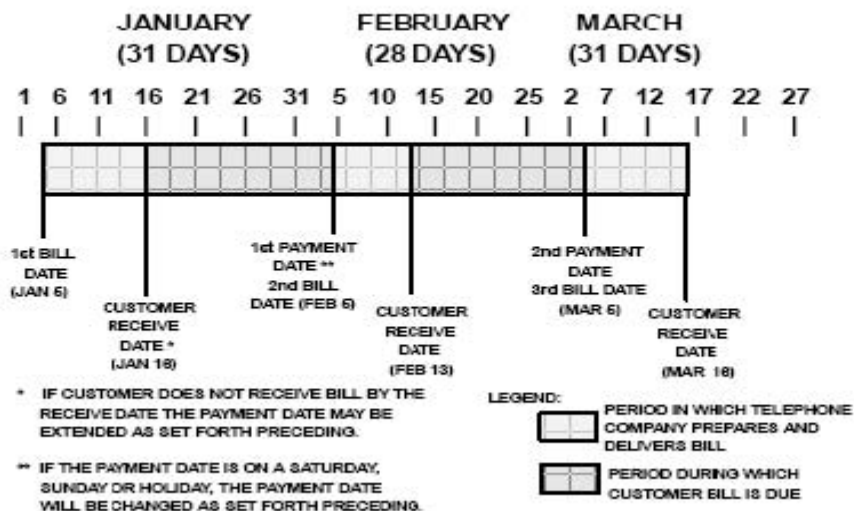 JANUARY FEBRUARY MARCH
(31 DAYS) (28 DAYS) (31 DAYS)
1 6 11 16 21 26 31 5 10 15 20 25 2 7 12 17 22 27
1st BILL
DATE
(JAN 5)
CUSTOMER
RECEIVE
DATE *
(JAN 16)
1st PAYMENT
DATE **
2nd BILL
DATE (FEB 5)
CUSTOMER
RECEIVE
DATE
(FEB 13)
2nd PAYMENT
DATE
3rd BILL DATE
(MAR 5)
CUSTOMER
RECEIVE
DATE
(MAR 16)
* IF CUSTOMER DOES NOT RECEIVE BILL BY THE
RECEIVE DATE THE PAYMENT DATE MAY BE
EXTENDED AS SET FORTH PRECEDING.
** IF THE PAYMENT DATE IS ON A SATURDAY,
SUNDAY OR HOLIDAY, THE PAYMENT DATE
WILL BE CHANGED AS SET FORTH PRECEDING.
LEGEND:
PERIOD IN WHICH TELEPHONE
COMPANY PREPARES AND
DELIVERS BILL
PERIOD DURING WHICH
CUSTOMER BILL IS DUE